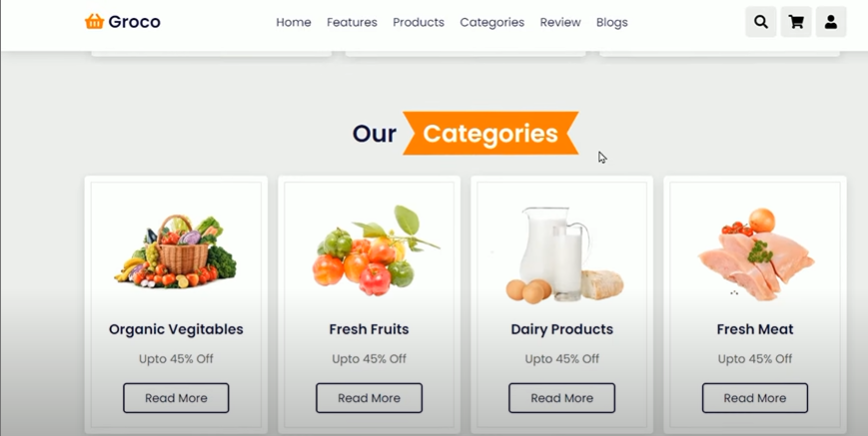 Groco
Home Features Products Categories Review Blogs
Our Categories
Organic Vegitables
Upto 45% Off
Read More
Fresh Fruits
Upto 45% Off
Read More
Dairy Products
Upto 45% Off
Read More
Fresh Meat
Upto 45% Off
Read More